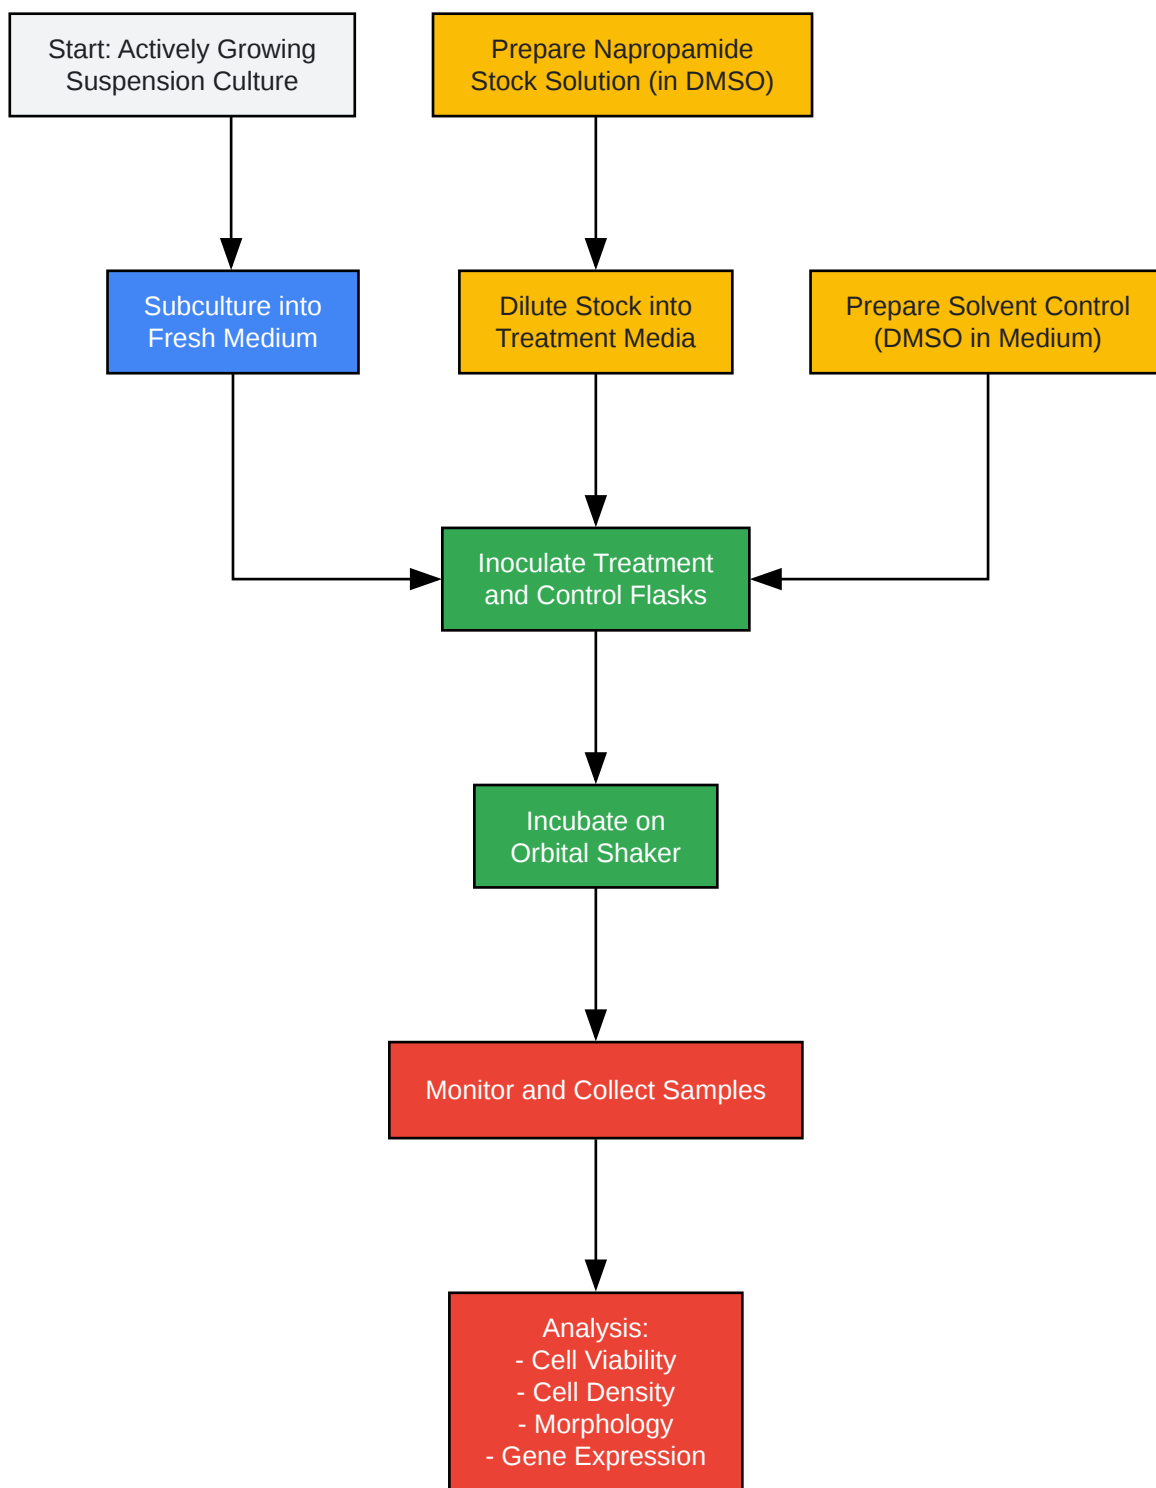 Start: Actively Growing
Suspension Culture
Prepare Napropamide
Stock Solution (in DMSO)
Subculture into
Fresh Medium
Dilute Stock into
Treatment Media
Prepare Solvent Control
(DMSO in Medium)
Inoculate Treatment
and Control Flasks
Incubate on
Orbital Shaker
Monitor and Collect Samples
Analysis:
- Cell Viability
- Cell Density
- Morphology
- Gene Expression